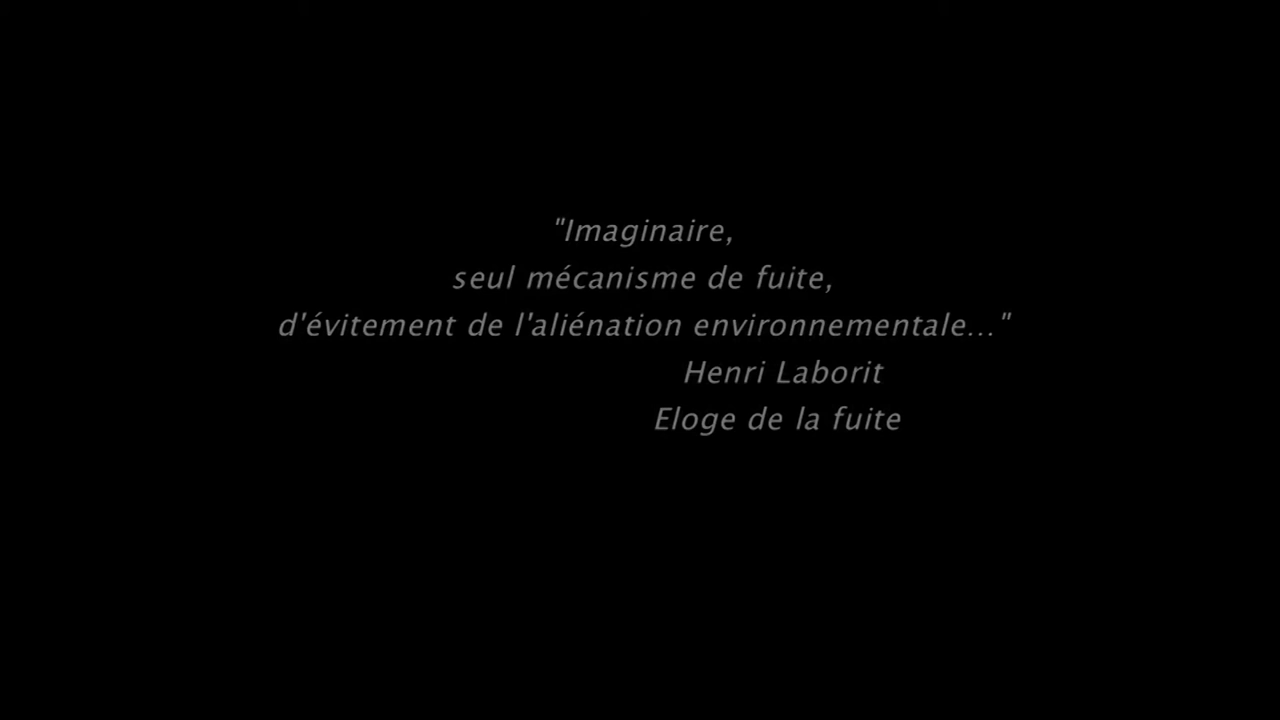 "Imaginaire,
seul mécanisme de fuite,
d'évitement de l'aliénation environnementale..."
Henri Laborit
Eloge de la fuite